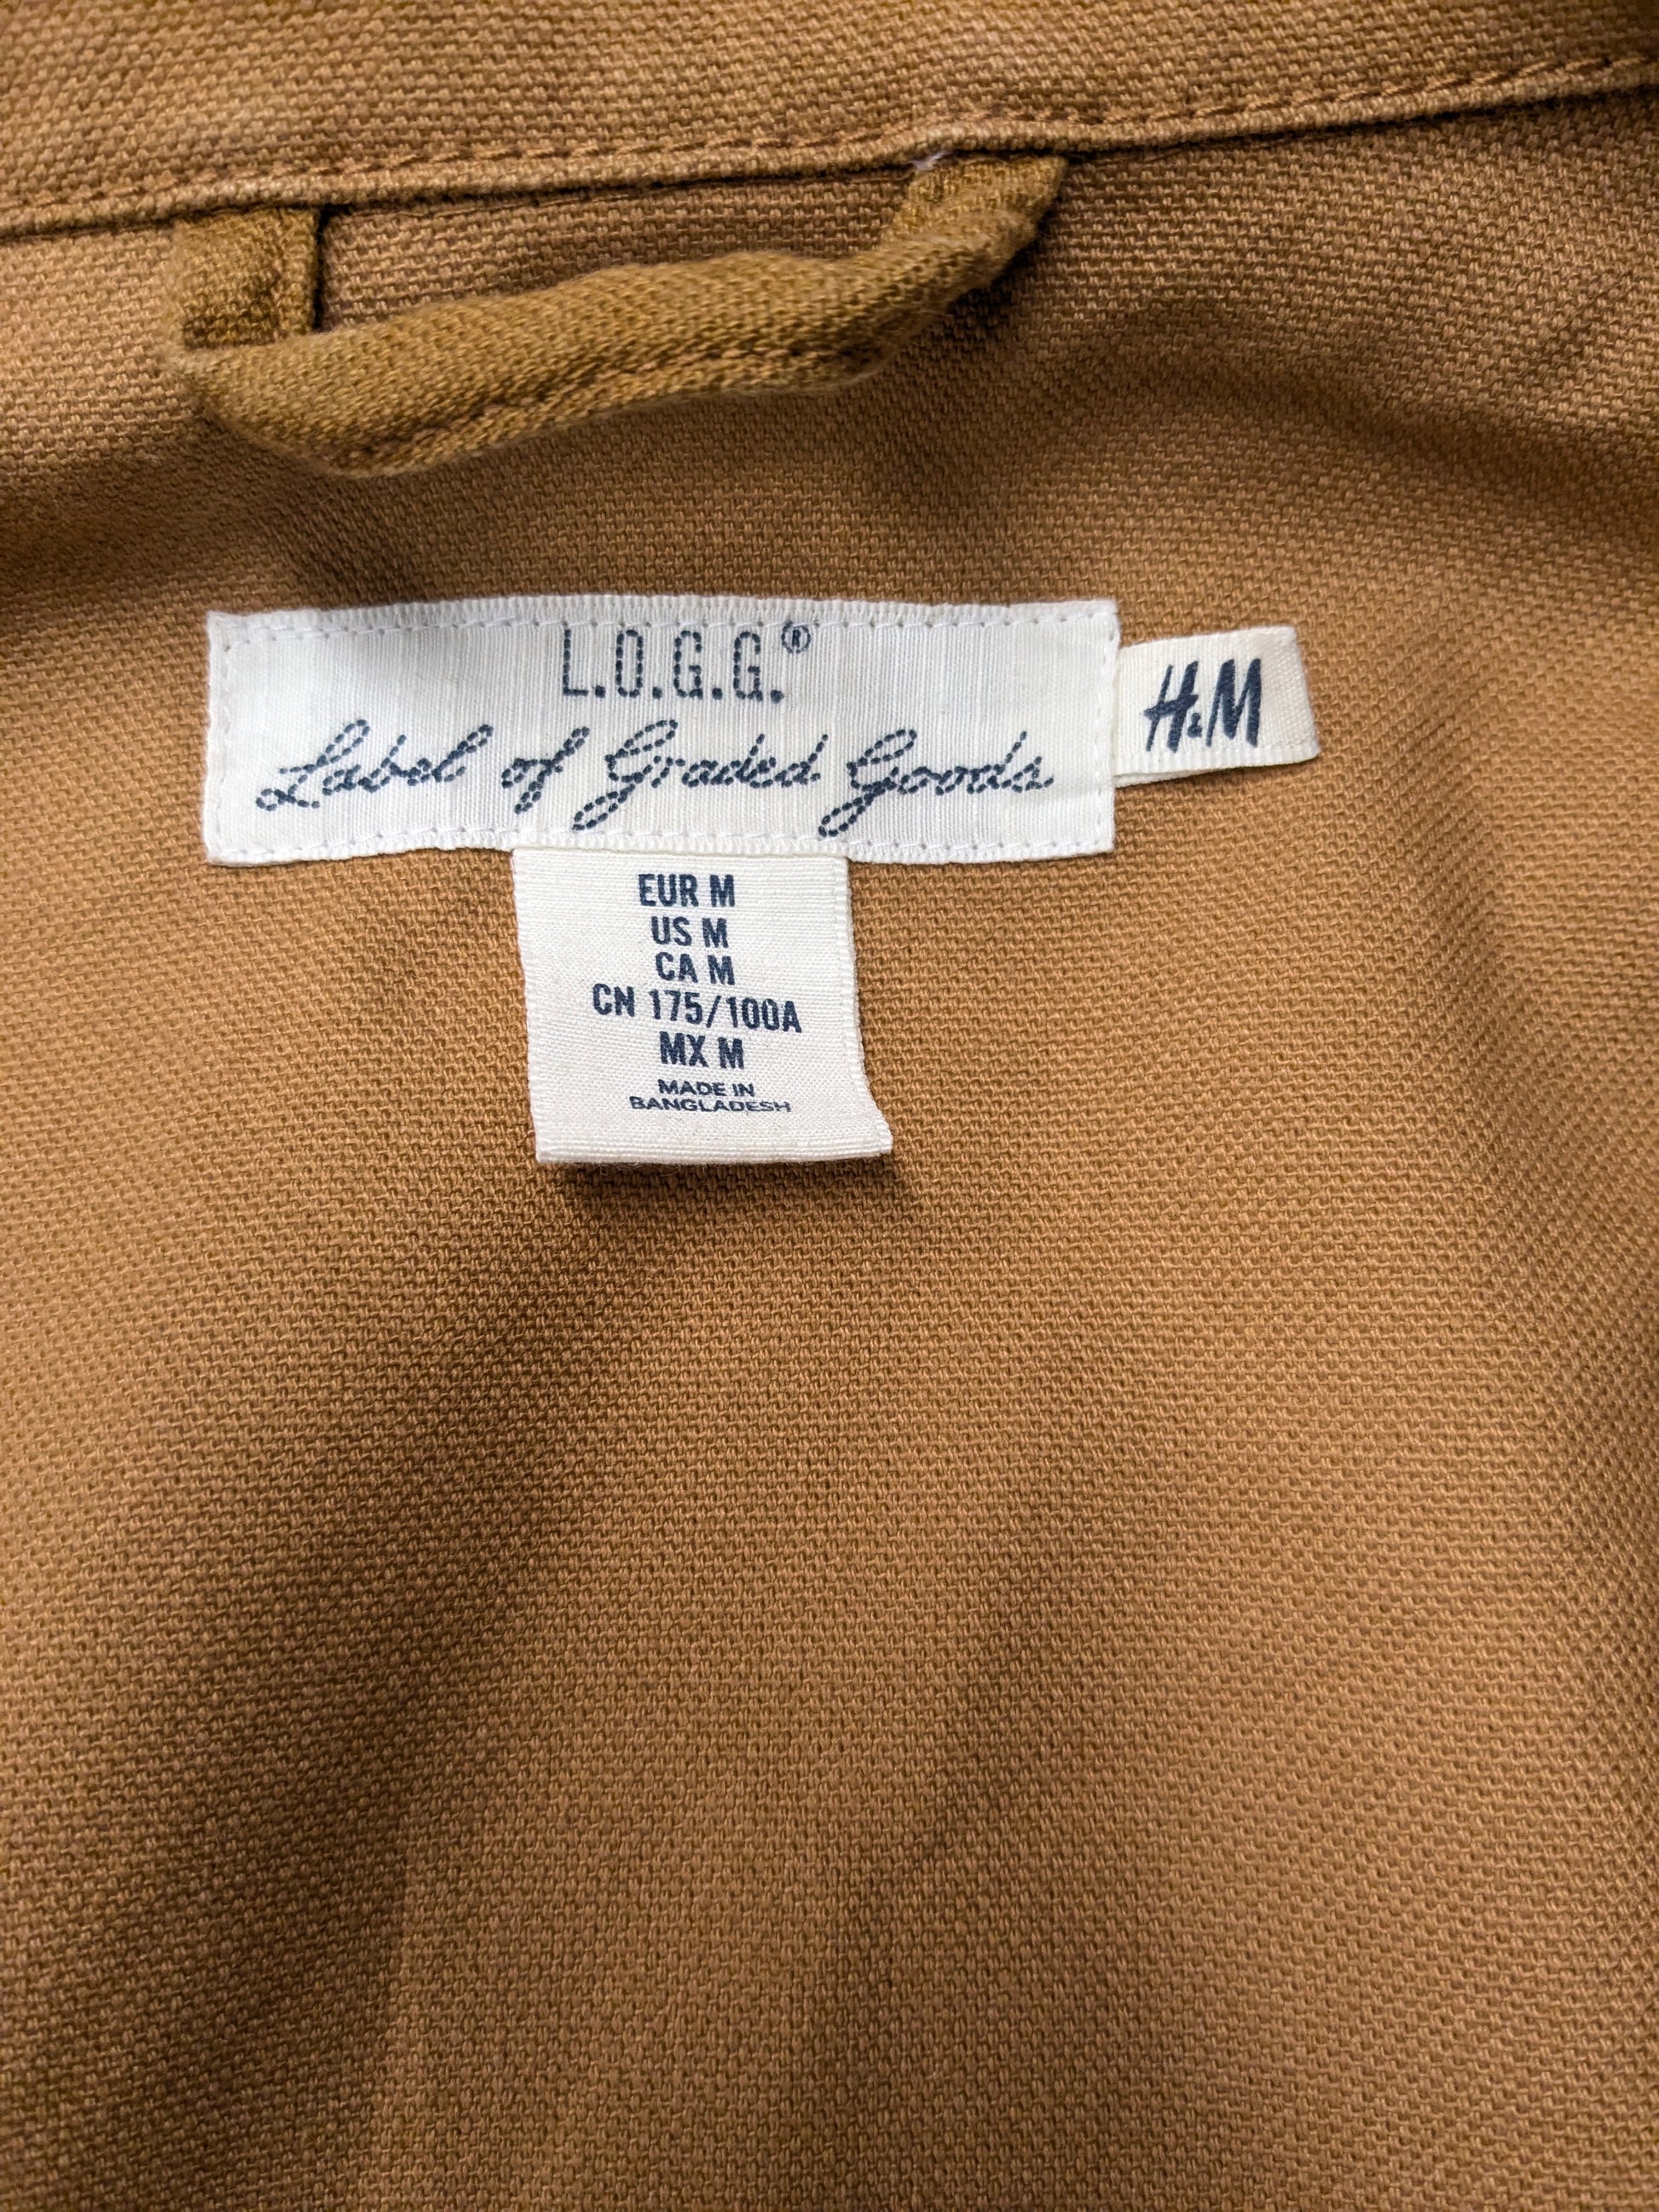 L.O.G.G.®
Label of Graded Goods
H&M
EUR M
US M
CA M
CN 175/100A
MX M
MADE IN
BANGLADESH